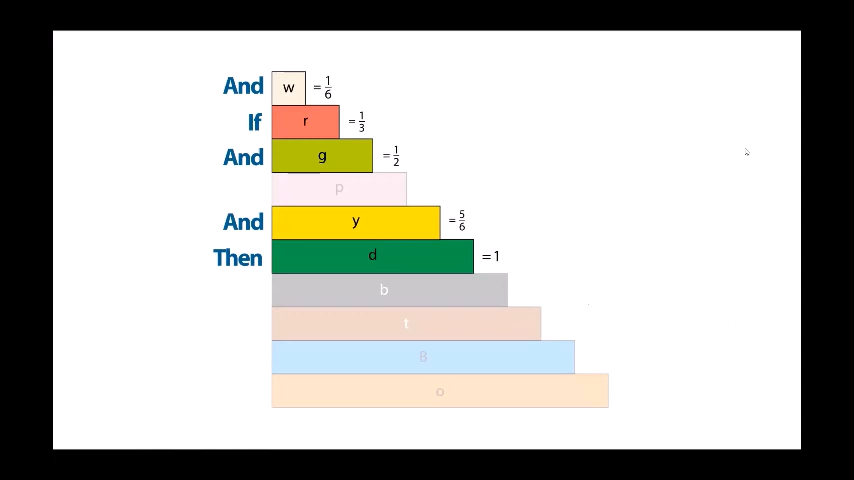 And w = 1/6
If r = 1/3
And g = 1/2
p
And y = 5/6
Then d = 1
b
t
B
o